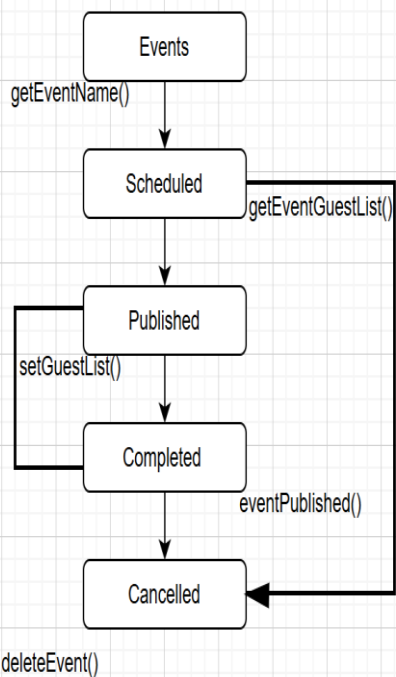 Events
getEventName()
Scheduled
getEventGuestList()
Published
setGuestList()
Completed
eventPublished()
Cancelled
deleteEvent()